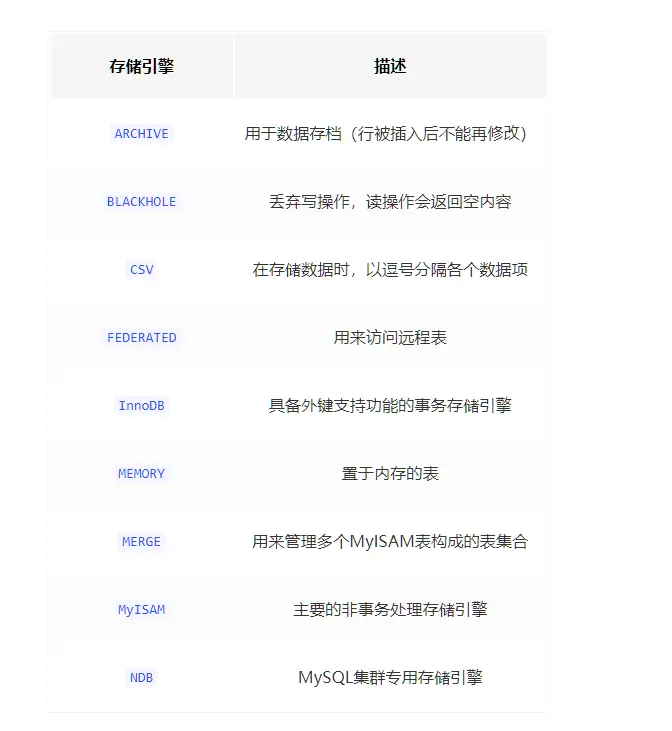 存储引擎 描述
ARCHIVE 用于数据存档（行被插入后不能再修改）
BLACKHOLE 丢弃写操作，读操作会返回空内容
CSV 在存储数据时，以逗号分隔各个数据项
FEDERATED 用来访问远程表
InnoDB 具备外键支持功能的事务存储引擎
MEMORY 置于内存的表
MERGE 用来管理多个MyISAM表构成的表集合
MyISAM 主要的非事务处理存储引擎
NDB MySQL集群专用存储引擎